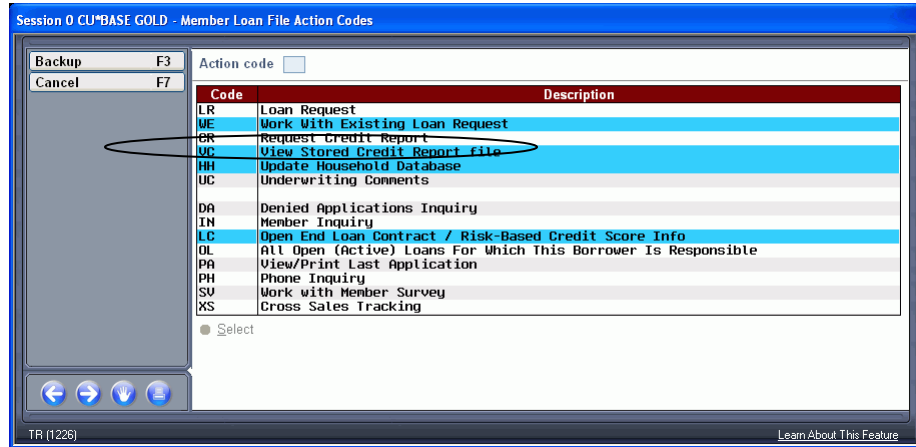 Session 0 CU*BASE GOLD - Member Loan File Action Codes
Backup F3
Cancel F7
Action code
Code Description
LR Loan Request
WE Work With Existing Loan Request
CR Request Credit Report
VC View Stored Credit Report file
HH Update Household Database
UC Underwriting Comments
DA Denied Applications Inquiry
IN Member Inquiry
LC Open End Loan Contract / Risk-Based Credit Score Info
OL All Open (Active) Loans For Which This Borrower Is Responsible
PA View/Print Last Application
PH Phone Inquiry
SV Work with Member Survey
XS Cross Sales Tracking
Select
TR (1226) Learn About This Feature